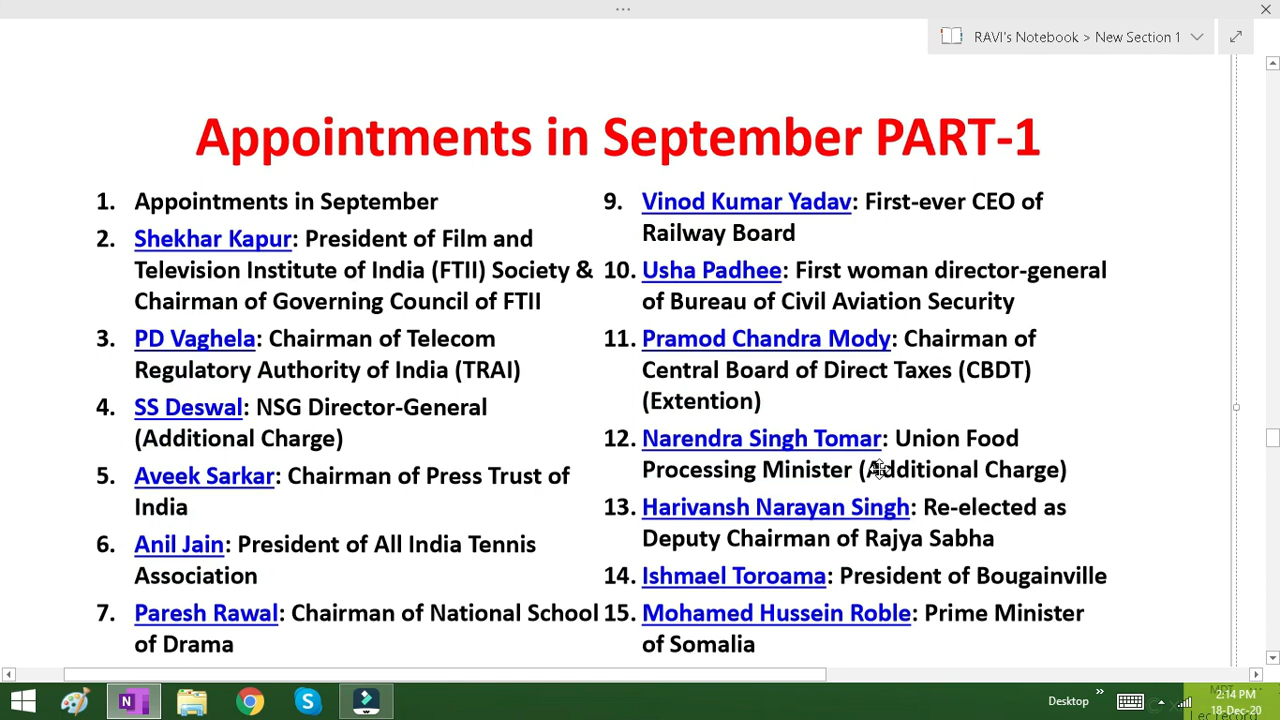 RAVI's Notebook > New Section 1
Appointments in September PART-1
1. Appointments in September
2. Shekhar Kapur: President of Film and
Television Institute of India (FTII) Society &
Chairman of Governing Council of FTII
3. PD Vaghela: Chairman of Telecom
Regulatory Authority of India (TRAI)
4. SS Deswal: NSG Director-General
(Additional Charge)
5. Aveek Sarkar: Chairman of Press Trust of
India
6. Anil Jain: President of All India Tennis
Association
7. Paresh Rawal: Chairman of National School
of Drama
9. Vinod Kumar Yadav: First-ever CEO of
Railway Board
10. Usha Padhee: First woman director-general
of Bureau of Civil Aviation Security
11. Pramod Chandra Mody: Chairman of
Central Board of Direct Taxes (CBDT)
(Extention)
12. Narendra Singh Tomar: Union Food
Processing Minister (Additional Charge)
13. Harivansh Narayan Singh: Re-elected as
Deputy Chairman of Rajya Sabha
14. Ishmael Toroama: President of Bougainville
15. Mohamed Hussein Roble: Prime Minister
of Somalia
Desktop
2:14 PM
18-Dec-20